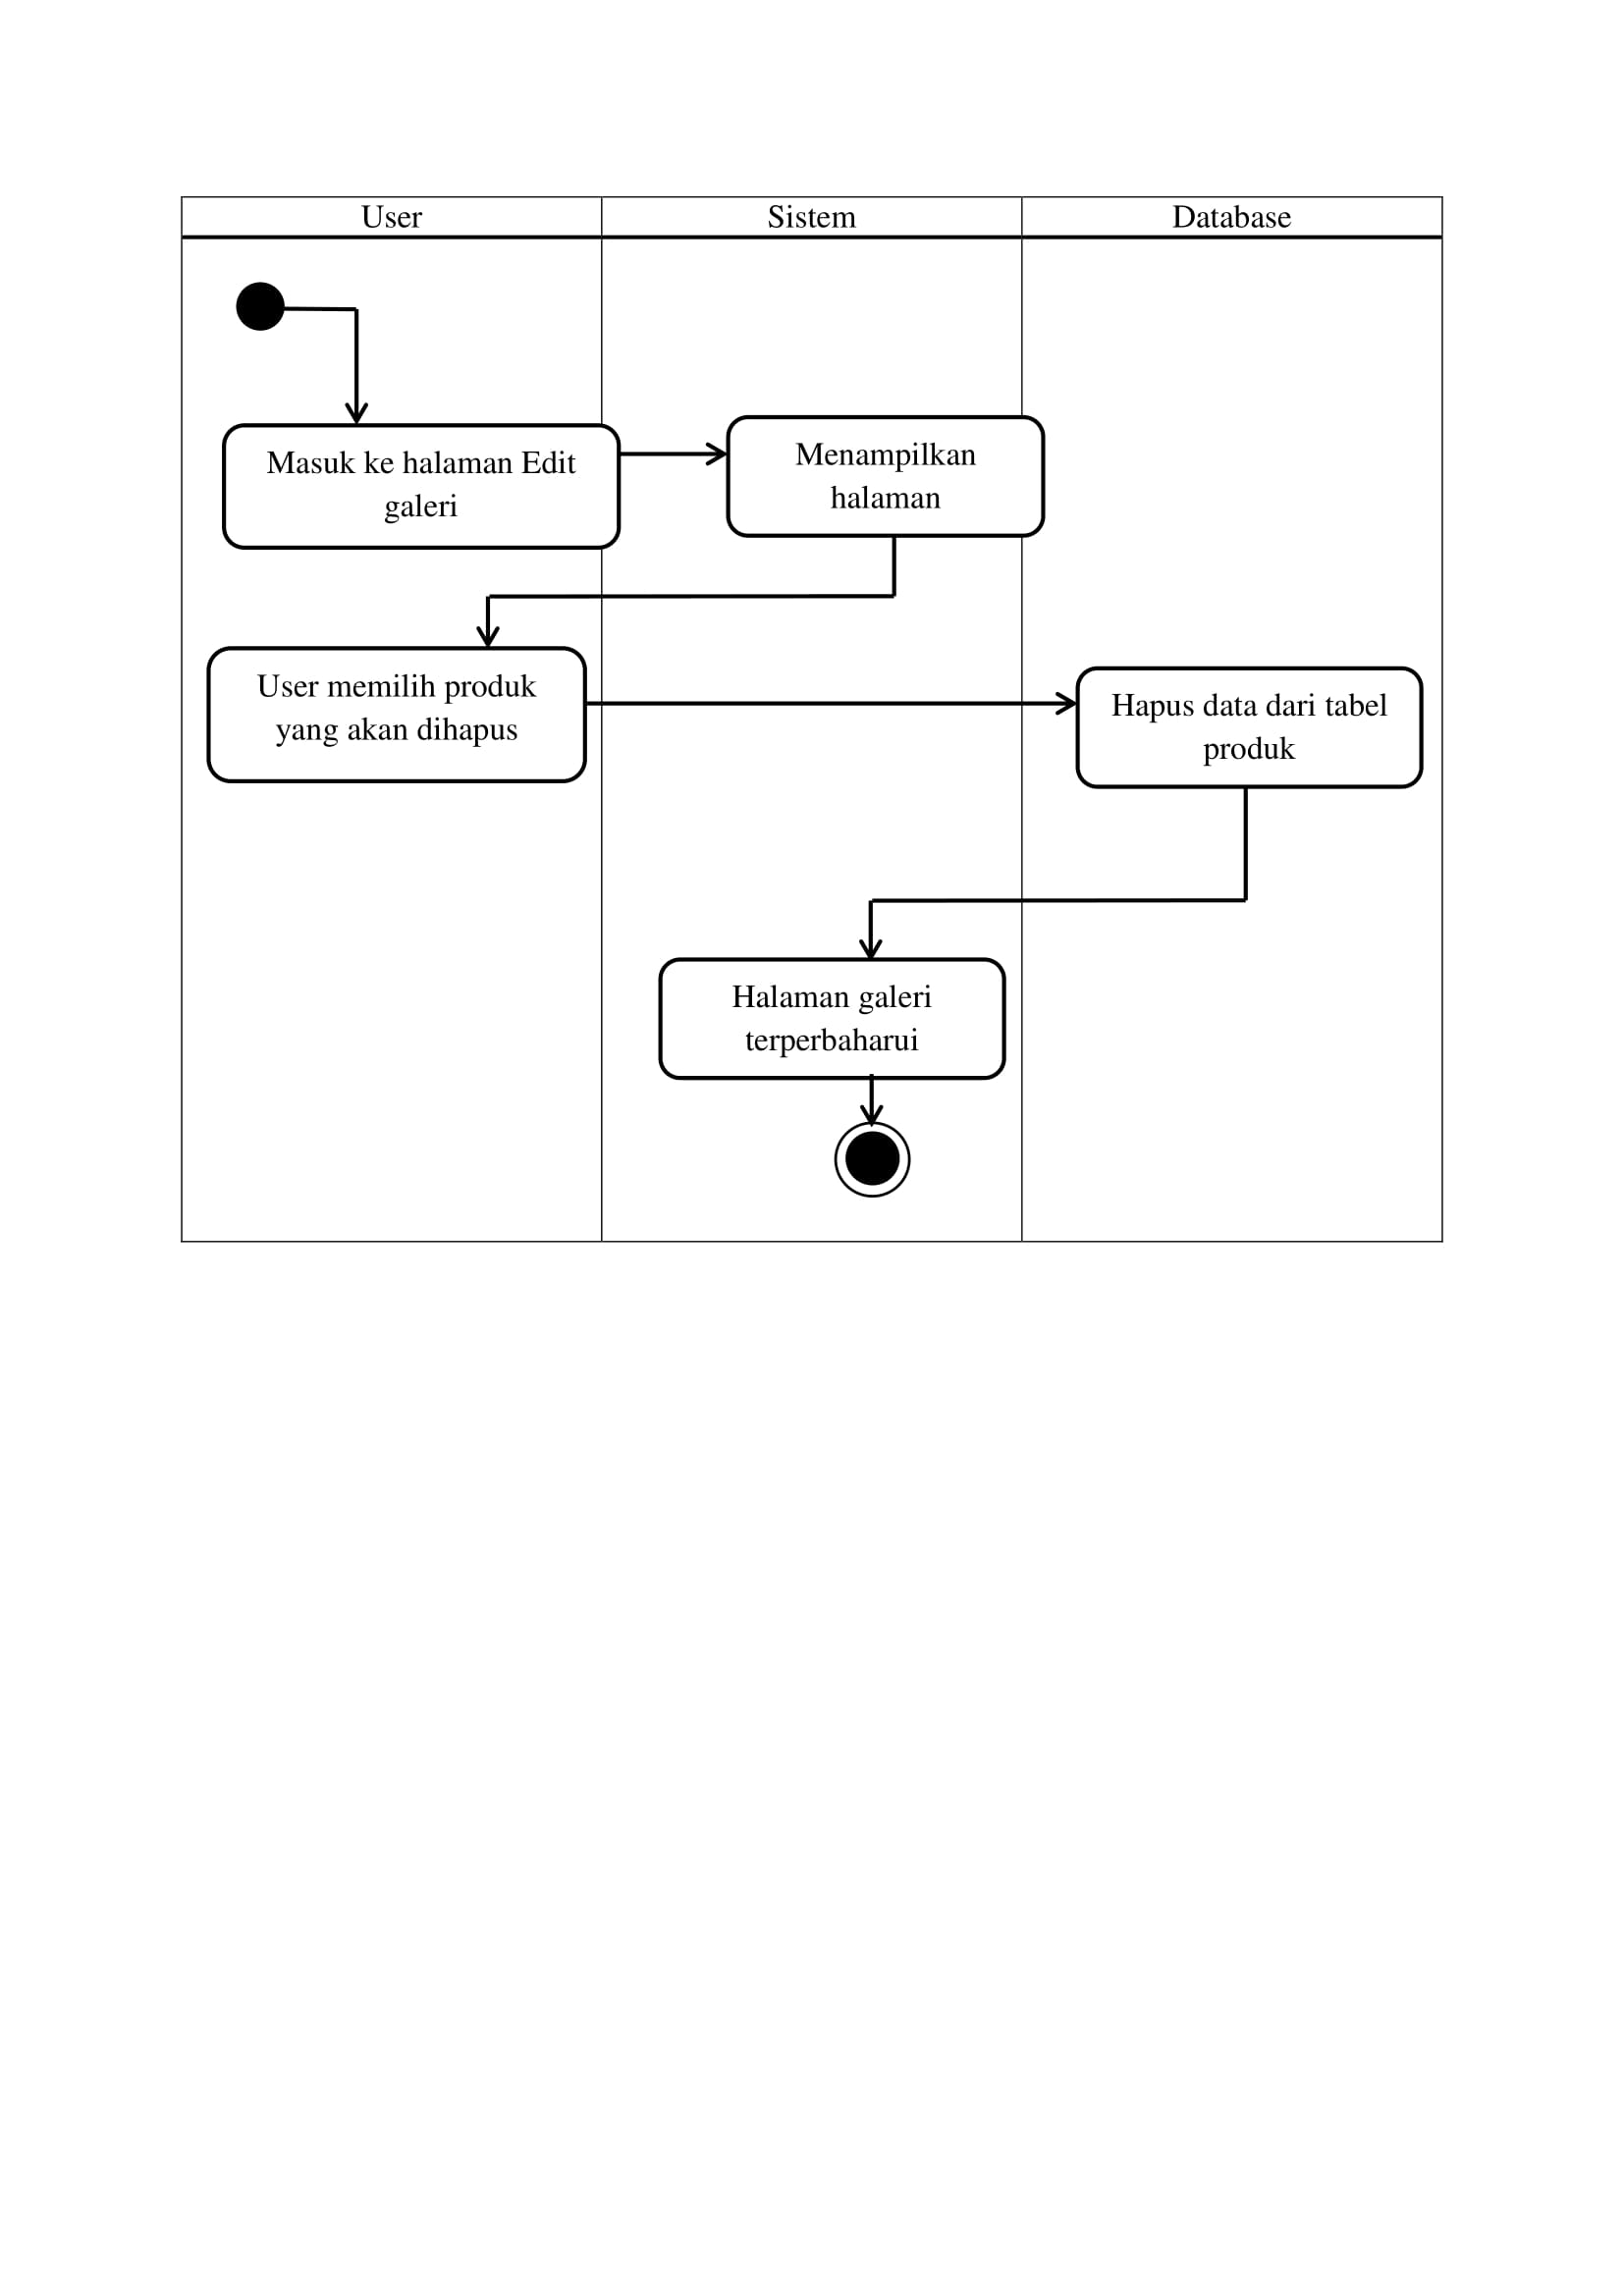 User
Sistem
Database
Masuk ke halaman Edit
galeri
Menampilkan
halaman
User memilih produk
yang akan dihapus
Hapus data dari tabel
produk
Halaman galeri
terperbaharui